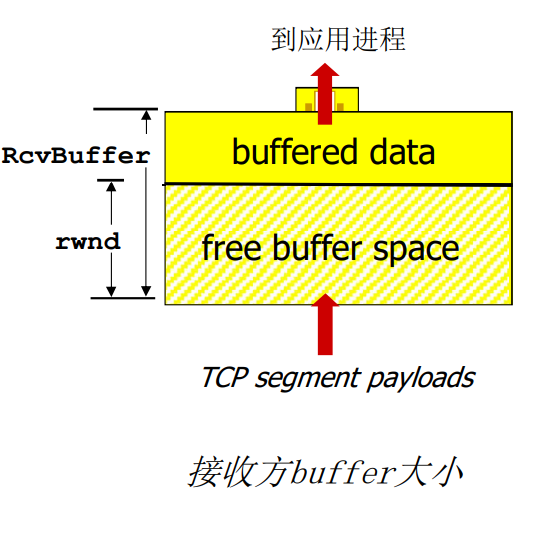 到应用进程
RcvBuffer
buffered data
rwnd
free buffer space
TCP segment payloads
接收方buffer大小